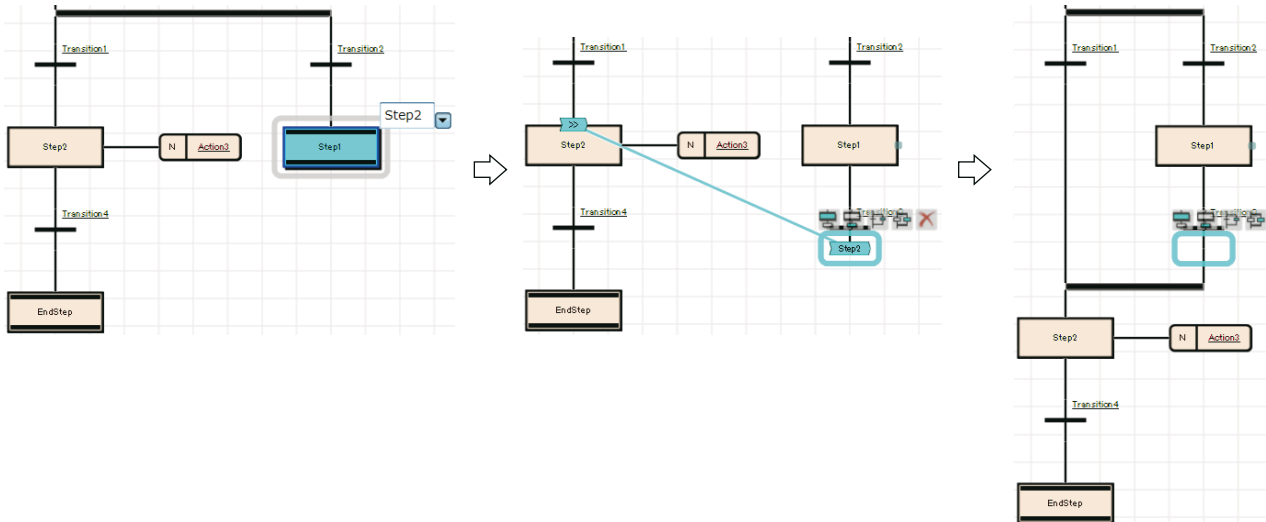 Transition1
Transition2
Step2
Step2
N
Action3
Step1
Transition4
EndStep
Transition1
Transition2
>>
Step2
N
Action3
Step1
Transition4
Step2
EndStep
Transition1
Transition2
Step1
Step2
N
Action3
Transition4
EndStep